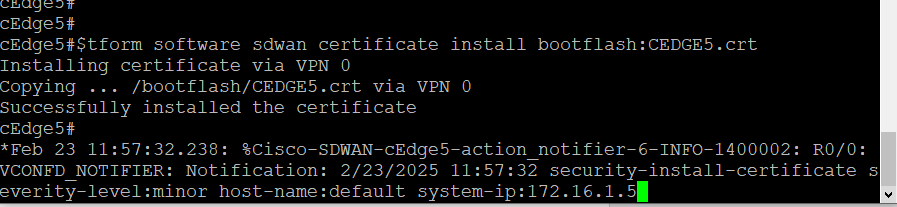 cEdge5#
cEdge5#
cEdge5#$tform software sdwan certificate install bootflash:CEDGE5.crt
Installing certificate via VPN 0
Copying ... /bootflash/CEDGE5.crt via VPN 0
Successfully installed the certificate
cEdge5#
*Feb 23 11:57:32.238: %Cisco-SDWAN-cEdge5-action_notifier-6-INFO-1400002: R0/0:
VCONFD_NOTIFIER: Notification: 2/23/2025 11:57:32 security-install-certificate s
everity-level:minor host-name:default system-ip:172.16.1.5